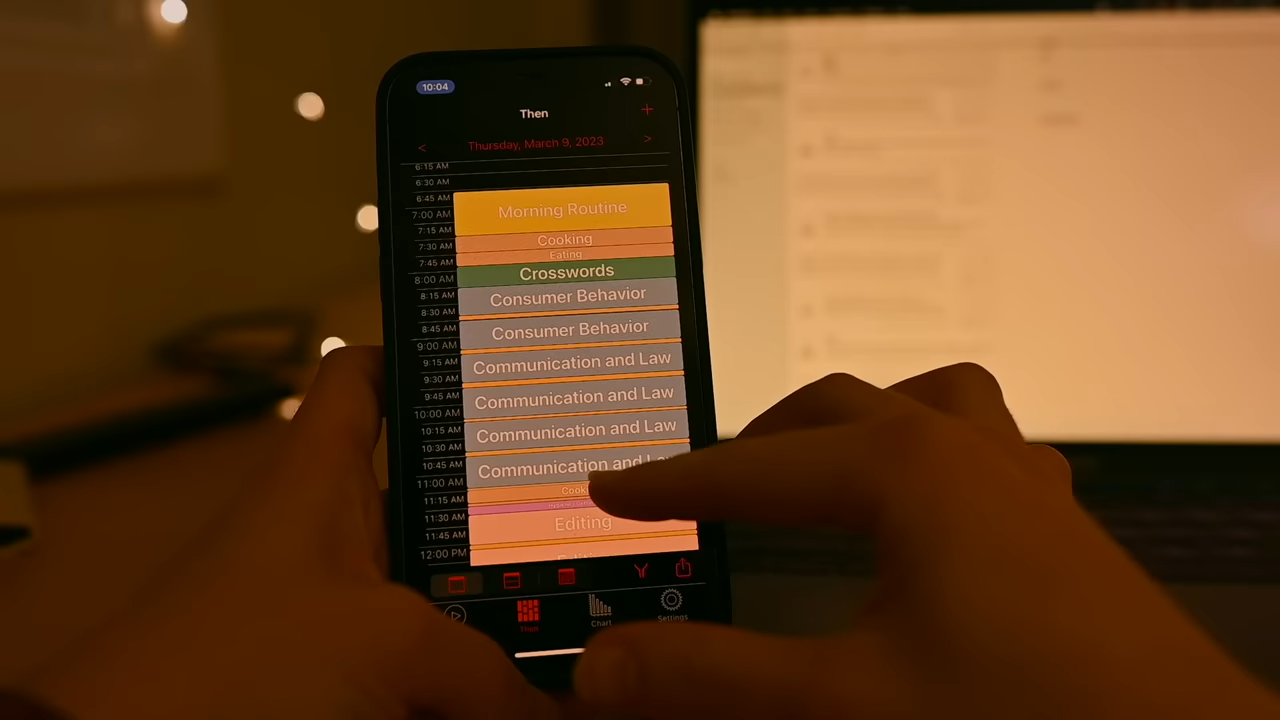 10:04
Then
+
< Thursday, March 9, 2023 >
6:15 AM
6:30 AM
6:45 AM
7:00 AM Morning Routine
7:15 AM
7:30 AM Cooking
7:45 AM Eating
8:00 AM Crosswords
8:15 AM Consumer Behavior
8:30 AM
8:45 AM Consumer Behavior
9:00 AM
9:15 AM Communication and Law
9:30 AM
9:45 AM Communication and Law
10:00 AM
10:15 AM Communication and Law
10:30 AM
10:45 AM Communication and La
11:00 AM
11:15 AM Cook
11:30 AM Editing
11:45 AM
12:00 PM
Then Chart Settings